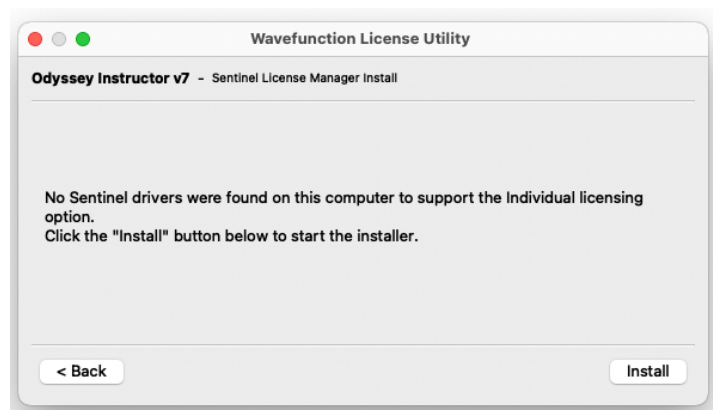 Wavefunction License Utility
Odyssey Instructor v7 - Sentinel License Manager Install
No Sentinel drivers were found on this computer to support the Individual licensing
option.
Click the "Install" button below to start the installer.
< Back
Install